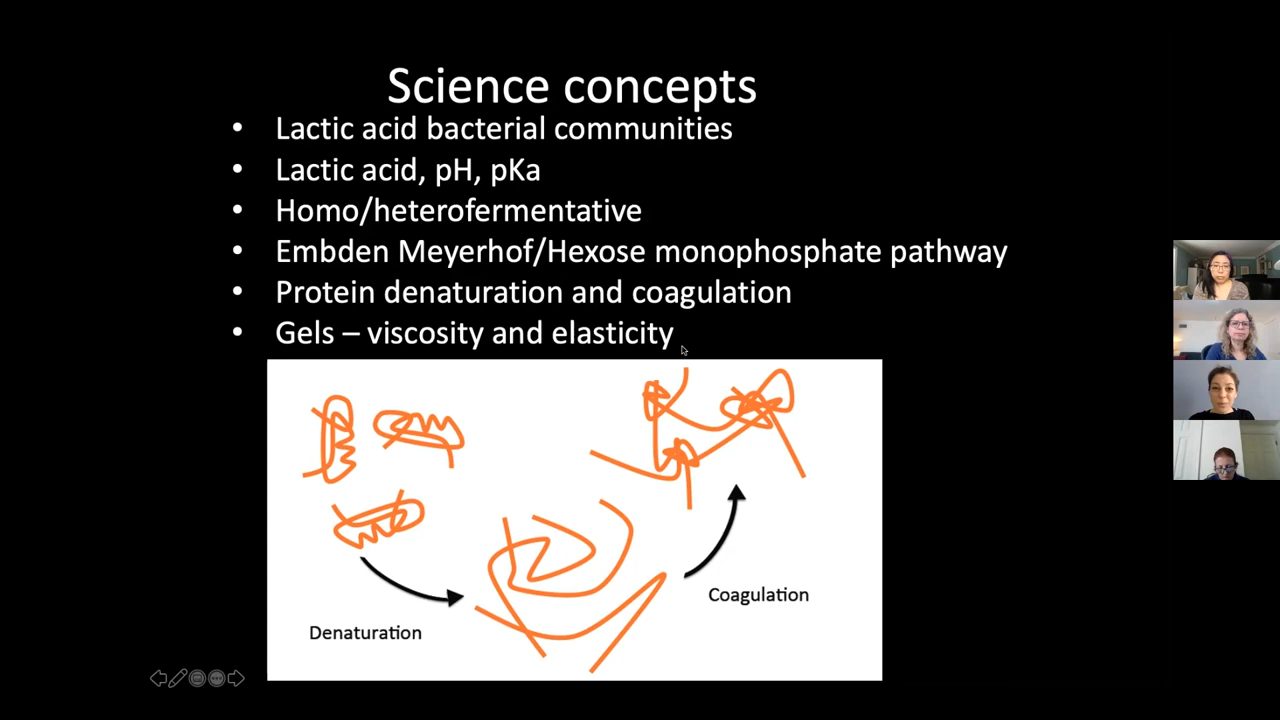 Science concepts
• Lactic acid bacterial communities
• Lactic acid, pH, pKa
• Homo/heterofermentative
• Embden Meyerhof/Hexose monophosphate pathway
• Protein denaturation and coagulation
• Gels – viscosity and elasticity
Coagulation
Denaturation